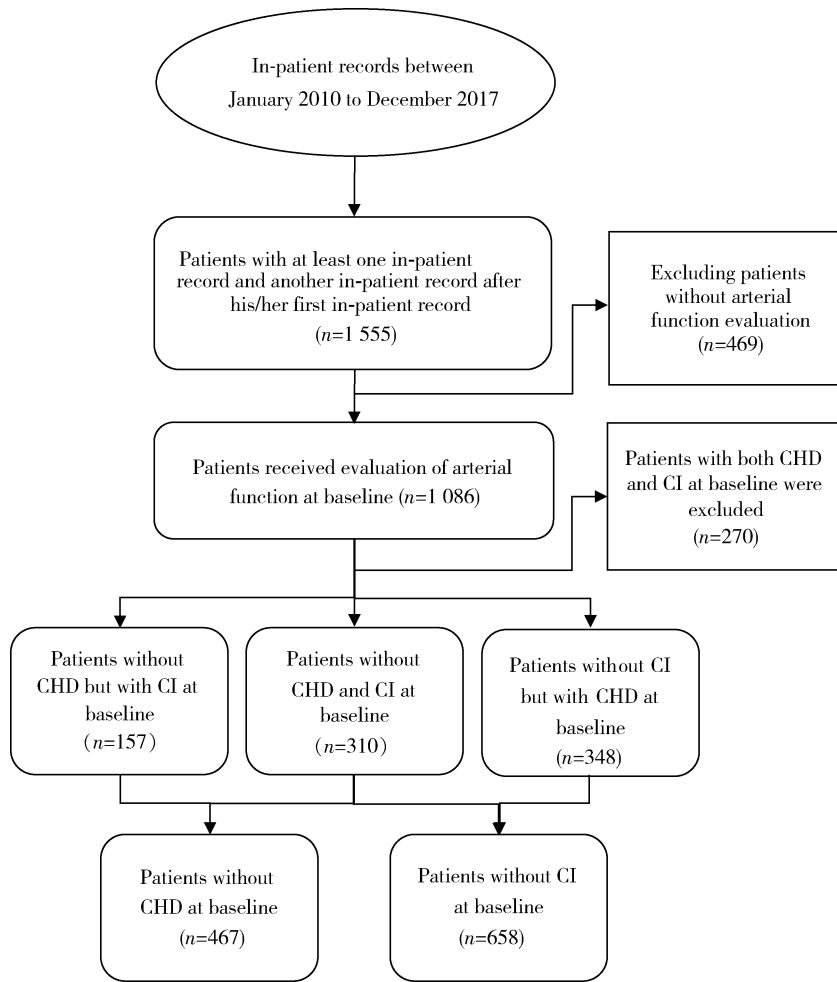 In-patient records between
January 2010 to December 2017
Patients with at least one in-patient
record and another in-patient record after
his/her first in-patient record
(n=1 555)
Excluding patients
without arterial
function evaluation
(n=469)
Patients received evaluation of arterial
function at baseline (n=1 086)
Patients with both CHD
and CI at baseline were
excluded
(n=270)
Patients without
CHD but with CI at
baseline
(n=157)
Patients without
CHD and CI at
baseline
(n=310)
Patients without CI
but with CHD at
baseline
(n=348)
Patients without
CHD at baseline
(n=467)
Patients without CI
at baseline
(n=658)